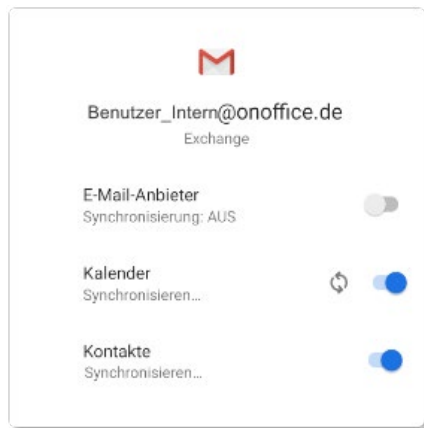 Benutzer_Intern@onoffice.de
Exchange
E-Mail-Anbieter
Synchronisierung: AUS
Kalender
Synchronisieren...
Kontakte
Synchronisieren...